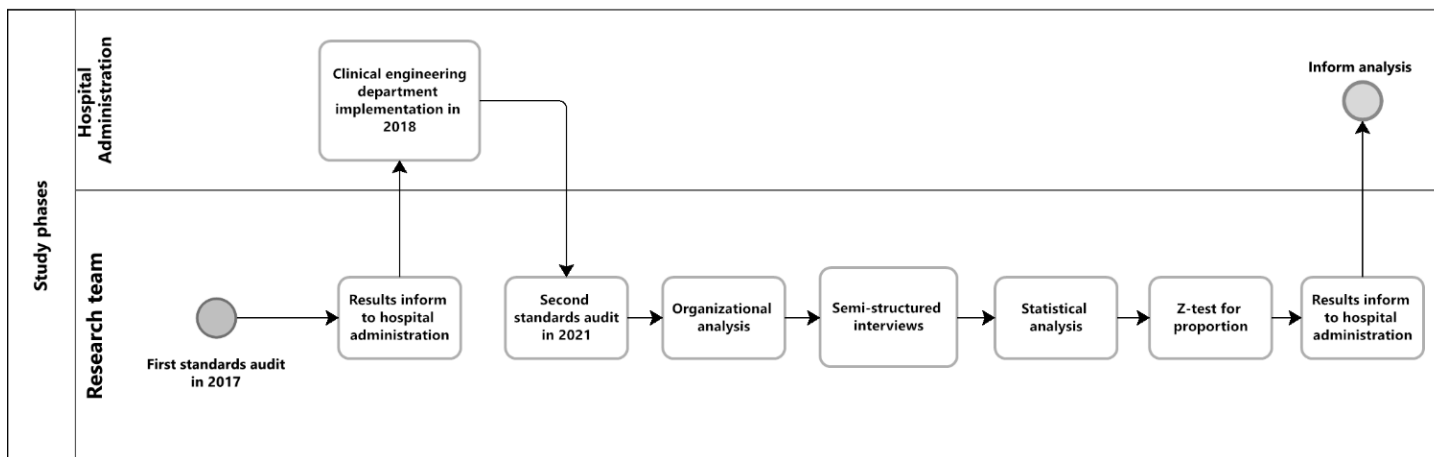 Study phases
Hospital
Administration
Clinical engineering
department
implementation in
2018
Inform analysis
Research team
First standards audit
in 2017
Results inform
to hospital
administration
Second
standards audit
in 2021
Organizational
analysis
Semi-structured
interviews
Statistical
analysis
Z-test for
proportion
Results inform
to hospital
administration